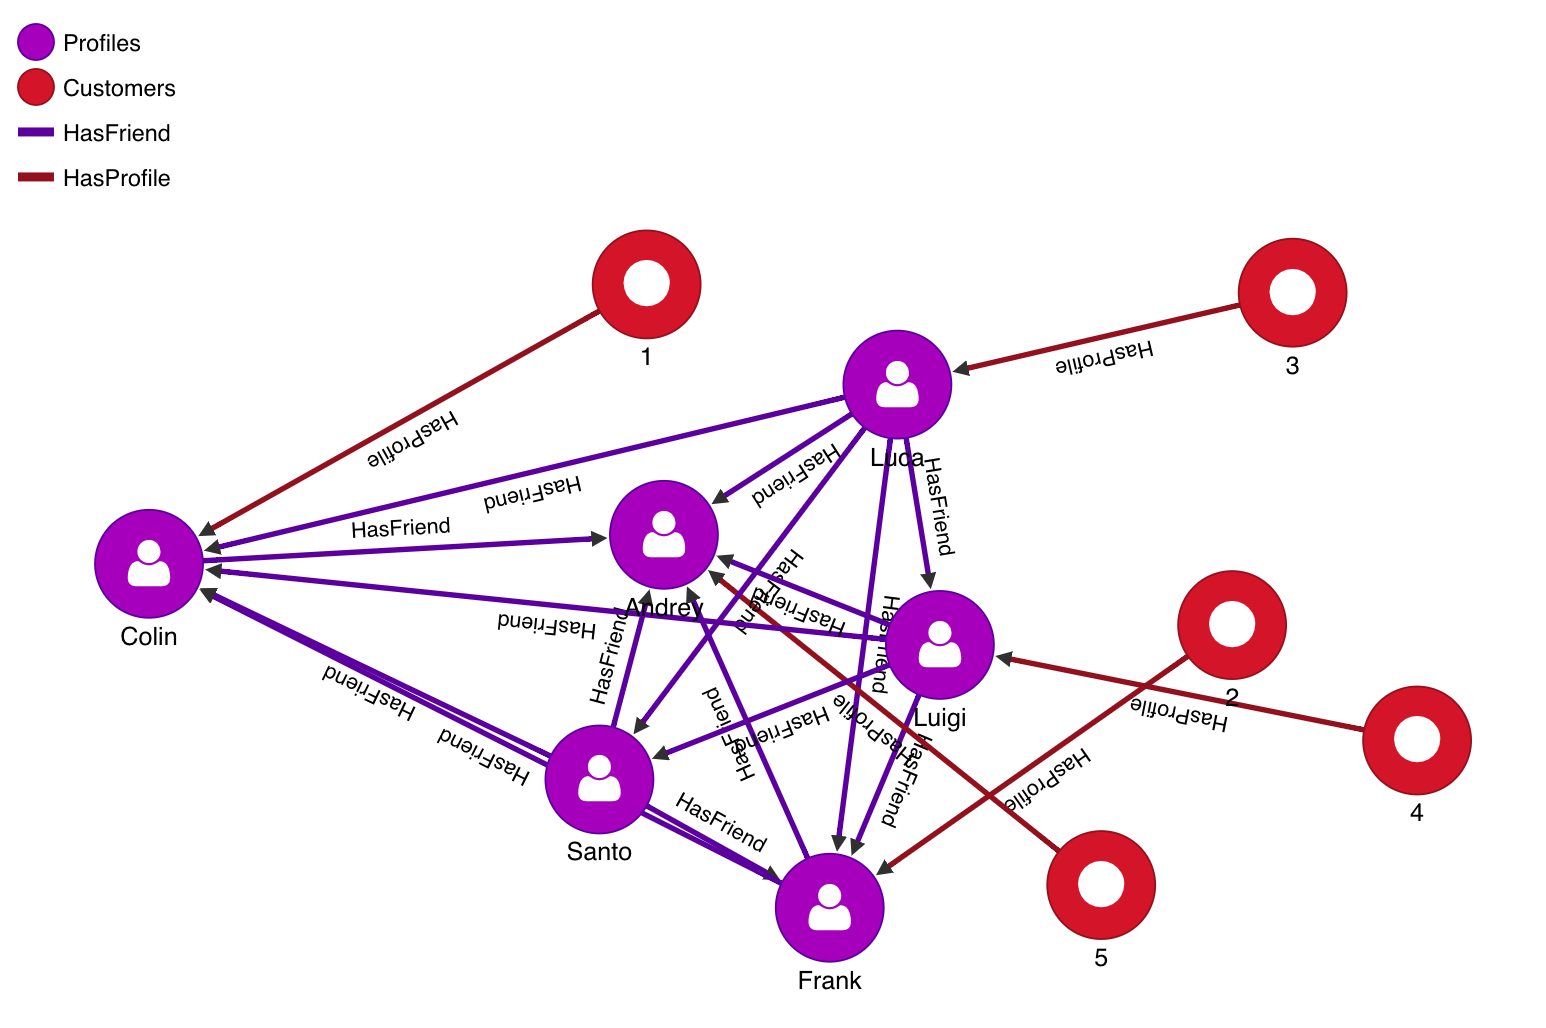 Profiles
Customers
HasFriend
HasProfile
1
3
HasProfile
HasProfile
Luca
HasFriend
HasFriend
HasFriend
HasFriend
HasFriend
Andrey
HasFriend
HasFriend
Colin
HasFriend
HasFriend
HasFriend
2
HasProfile
Luigi
HasProfile
HasFriend
HasFriend
HasFriend
HasFriend
HasFriend
HasFriend
HasProfile
4
HasFriend
Santo
5
Frank